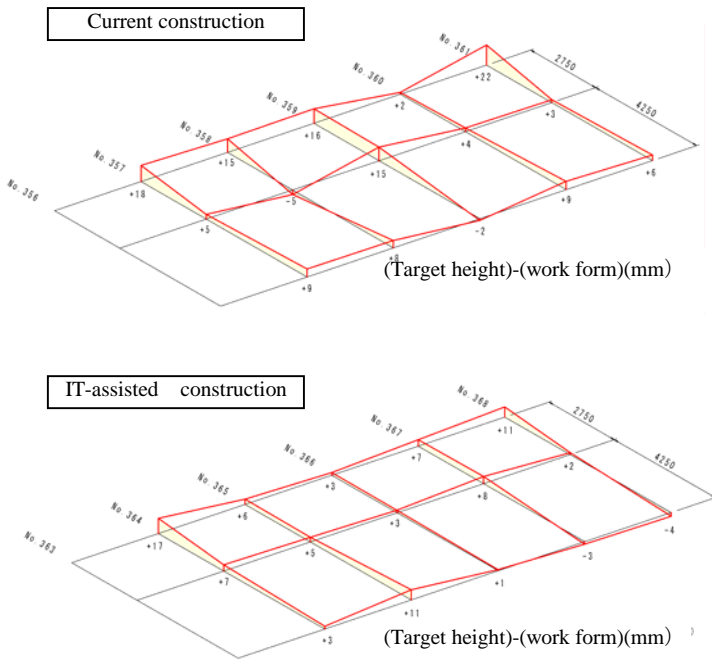 Current construction
No.361
2750
+22
No.360
4250
+2
+3
No.359
+16
+4
No.358
+15
+15
+6
No.357
+9
+18
-5
No.356
+5
-2
+8
(Target height)-(work form)(mm)
+9
IT-assisted construction
No.368
2750
+11
No.367
4250
+7
+2
No.366
+3
+8
No.365
+6
+3
-4
No.364
+17
+5
-3
No.363
+7
+1
+11
+3
(Target height)-(work form)(mm)